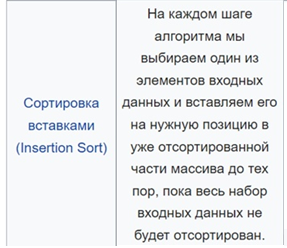 Сортировка
вставками
(Insertion Sort)
На каждом шаге
алгоритма мы
выбираем один из
элементов входных
данных и вставляем его
на нужную позицию в
уже отсортированной
части массива до тех
пор, пока весь набор
входных данных не
будет отсортирован.